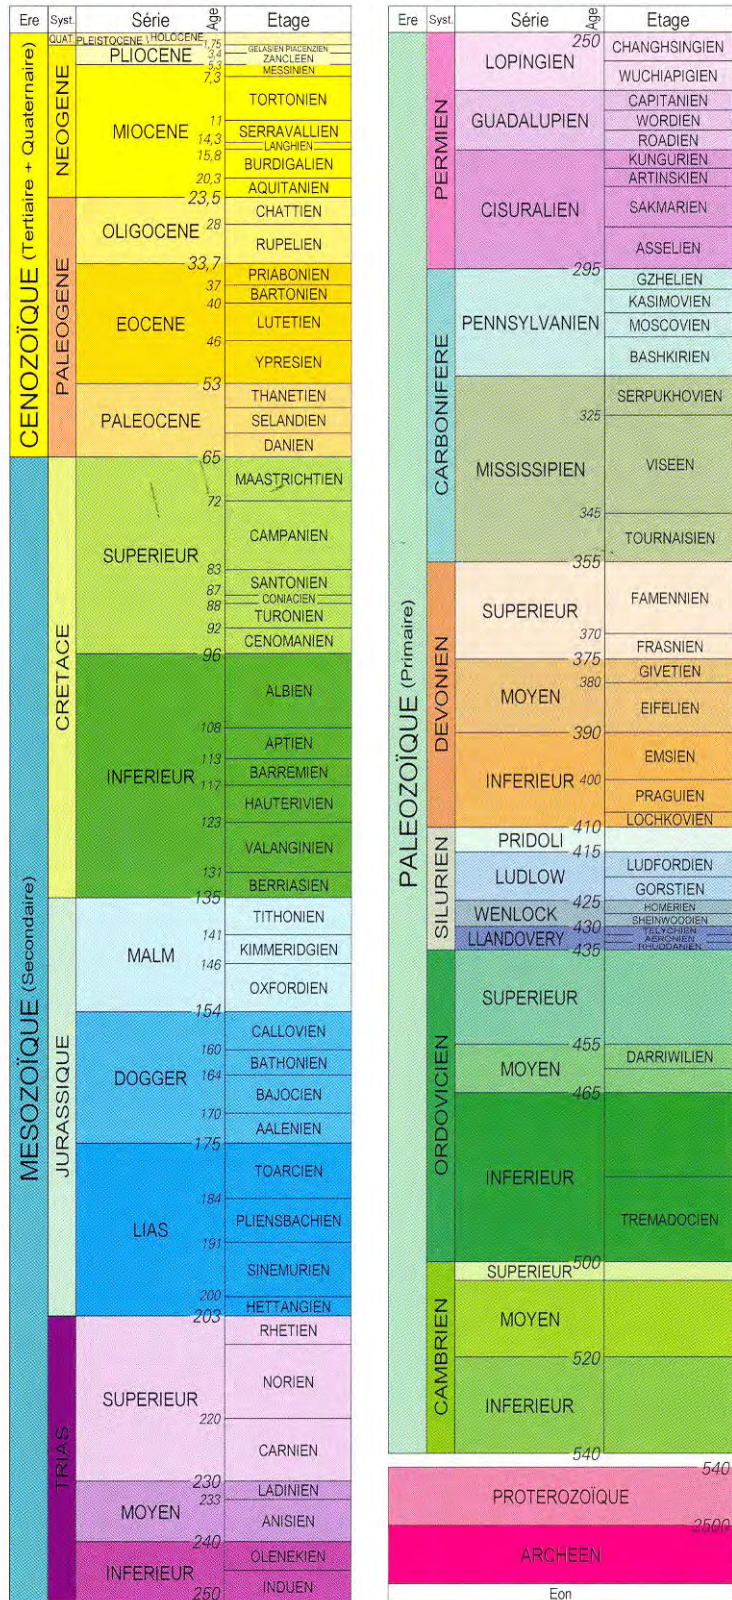 Ere Syst. Série Age Etage
CENOZOÏQUE (Tertiaire + Quaternaire)
QUAT. PLEISTOCENE HOLOCENE
1,75
NEOGENE
PLIOCENE
GELASIEN PIACENZIEN
3,4
ZANCLEEN
5,3
MIOCENE
MESSINIEN
7,3
TORTONIEN
11
SERRAVALLIEN
14,3
LANGHIEN
15,8
BURDIGALIEN
20,3
AQUITANIEN
23,5
PALEOGENE
OLIGOCENE
CHATTIEN
28
RUPELIEN
33,7
EOCENE
PRIABONIEN
37
BARTONIEN
40
LUTETIEN
46
YPRESIEN
53
PALEOCENE
THANETIEN
SELANDIEN
DANIEN
65
MESOZOÏQUE (Secondaire)
CRETACE
SUPERIEUR
MAASTRICHTIEN
72
CAMPANIEN
83
SANTONIEN
87
CONIACIEN
88
TURONIEN
92
CENOMANIEN
96
INFERIEUR
ALBIEN
108
APTIEN
113
BARREMIEN
117
HAUTERIVIEN
123
VALANGINIEN
131
BERRIASIEN
135
JURASSIQUE
MALM
TITHONIEN
141
KIMMERIDGIEN
146
OXFORDIEN
154
DOGGER
CALLOVIEN
160
BATHONIEN
164
BAJOCIEN
170
AALENIEN
175
LIAS
TOARCIEN
184
PLIENSBACHIEN
191
SINEMURIEN
200
HETTANGIEN
203
TRIAS
SUPERIEUR
RHETIEN
NORIEN
220
CARNIEN
230
MOYEN
LADINIEN
233
ANISIEN
240
INFERIEUR
OLENEKIEN
INDUEN
250
Ere Syst. Série Age Etage
250
PALEOZOÏQUE (Primaire)
PERMIEN
LOPINGIEN
CHANGHSINGIEN
WUCHIAPIGIEN
GUADALUPIEN
CAPITANIEN
WORDIEN
ROADIEN
CISURALIEN
KUNGURIEN
ARTINSKIEN
SAKMARIEN
ASSELIEN
295
CARBONIFERE
PENNSYLVANIEN
GZHELIEN
KASIMOVIEN
MOSCOVIEN
BASHKIRIEN
MISSISSIPIEN
SERPUKHOVIEN
325
VISEEN
345
TOURNAISIEN
355
DEVONIEN
SUPERIEUR
FAMENNIEN
370
FRASNIEN
375
MOYEN
GIVETIEN
380
EIFELIEN
390
INFERIEUR
EMSIEN
400
PRAGUIEN
LOCHKOVIEN
410
SILURIEN
PRIDOLI
415
LUDLOW
LUDFORDIEN
GORSTIEN
425
WENLOCK
HOMERIEN
SHEINWOODIEN
430
LLANDOVERY
TELYCHIEN
AERONIEN
RHUDDANIEN
435
ORDOVICIEN
SUPERIEUR
455
MOYEN
DARRIWILIEN
465
INFERIEUR
TREMADOCIEN
500
CAMBRIEN
SUPERIEUR
MOYEN
520
INFERIEUR
540
540
PROTEROZOÏQUE
2500
ARCHEEN
Eon